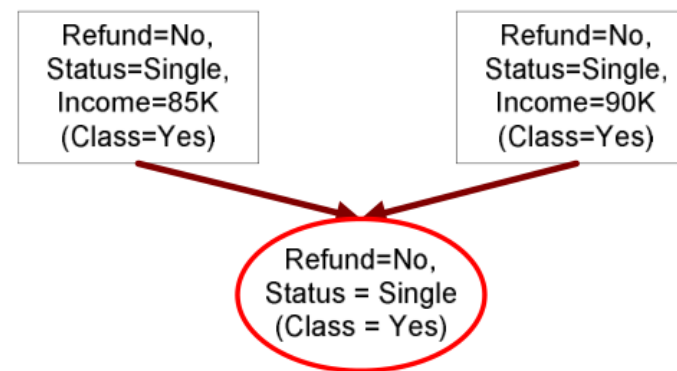 Refund=No,
Status=Single,
Income=85K
(Class=Yes)
Refund=No,
Status=Single,
Income=90K
(Class=Yes)
Refund=No,
Status = Single
(Class = Yes)